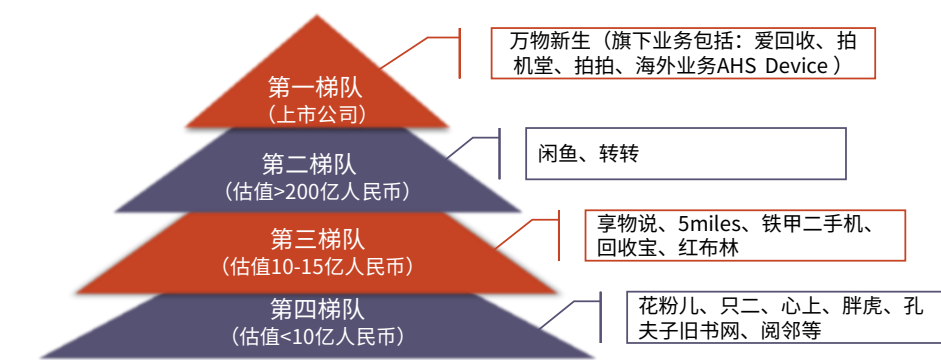 万物新生（旗下业务包括：爱回收、拍
机堂、拍拍、海外业务AHS Device ）
第一梯队
（上市公司）
闲鱼、转转
第二梯队
（估值>200亿人民币）
享物说、5miles、铁甲二手机、
回收宝、红布林
第三梯队
（估值10-15亿人民币）
花粉儿、只二、心上、胖虎、孔
夫子旧书网、阅邻等
第四梯队
（估值<10亿人民币）